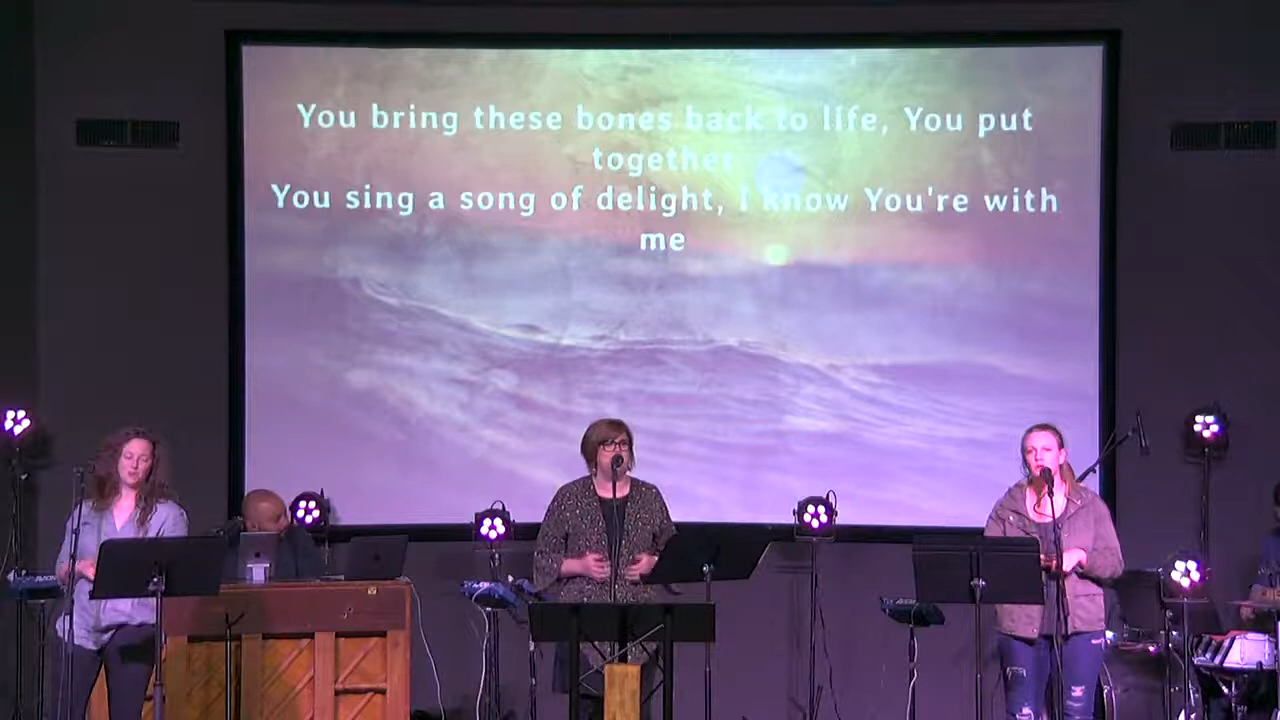 You bring these bones back to life, You put
together
You sing a song of delight, I know You're with
me
AVION